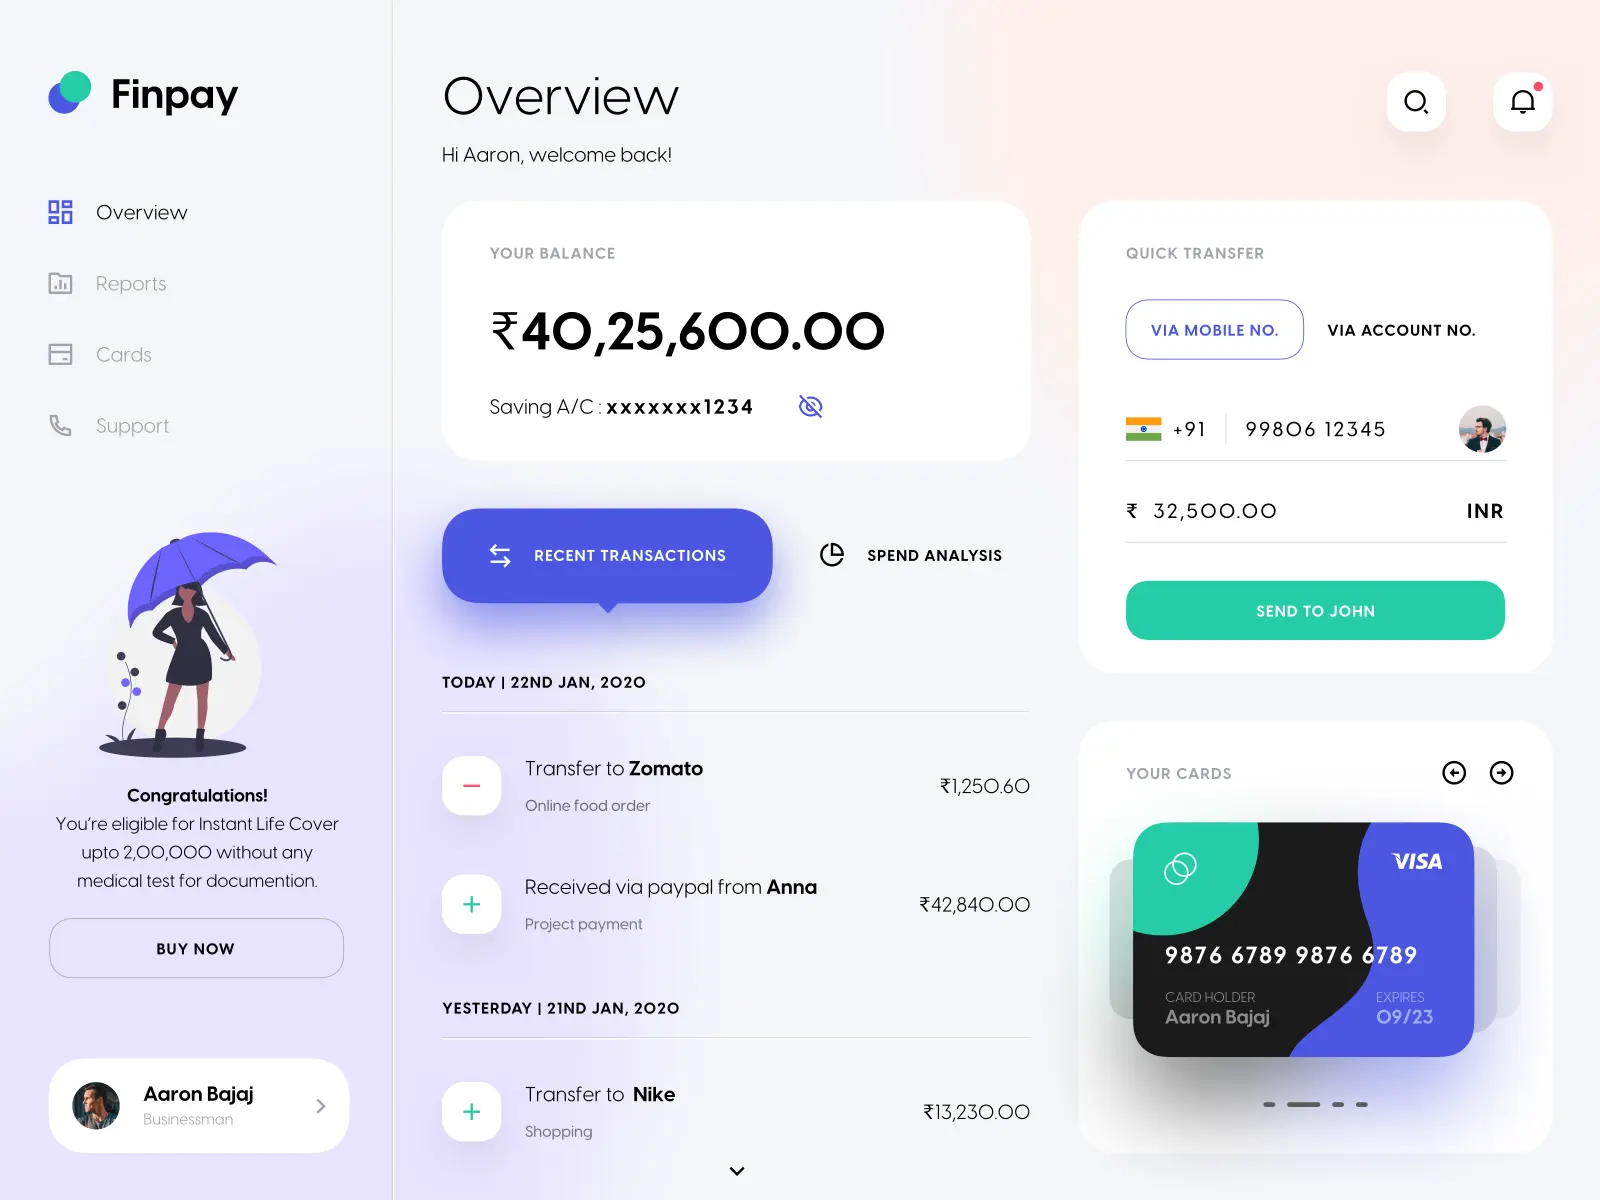 Finpay
Overview
Reports
Cards
Support
Congratulations!
You’re eligible for Instant Life Cover
upto 2,00,000 without any
medical test for documention.
BUY NOW
Aaron Bajaj
Businessman
Overview
Hi Aaron, welcome back!
YOUR BALANCE
₹40,25,600.00
Saving A/C : xxxxxxx1234
RECENT TRANSACTIONS
SPEND ANALYSIS
TODAY | 22ND JAN, 2020
Transfer to Zomato
₹1,250.60
Online food order
Received via paypal from Anna
₹42,840.00
Project payment
YESTERDAY | 21ND JAN, 2020
Transfer to Nike
₹13,230.00
Shopping
QUICK TRANSFER
VIA MOBILE NO.
VIA ACCOUNT NO.
+91 99806 12345
₹ 32,500.00 INR
SEND TO JOHN
YOUR CARDS
VISA
9876 6789 9876 6789
CARD HOLDER
Aaron Bajaj
EXPIRES
09/23